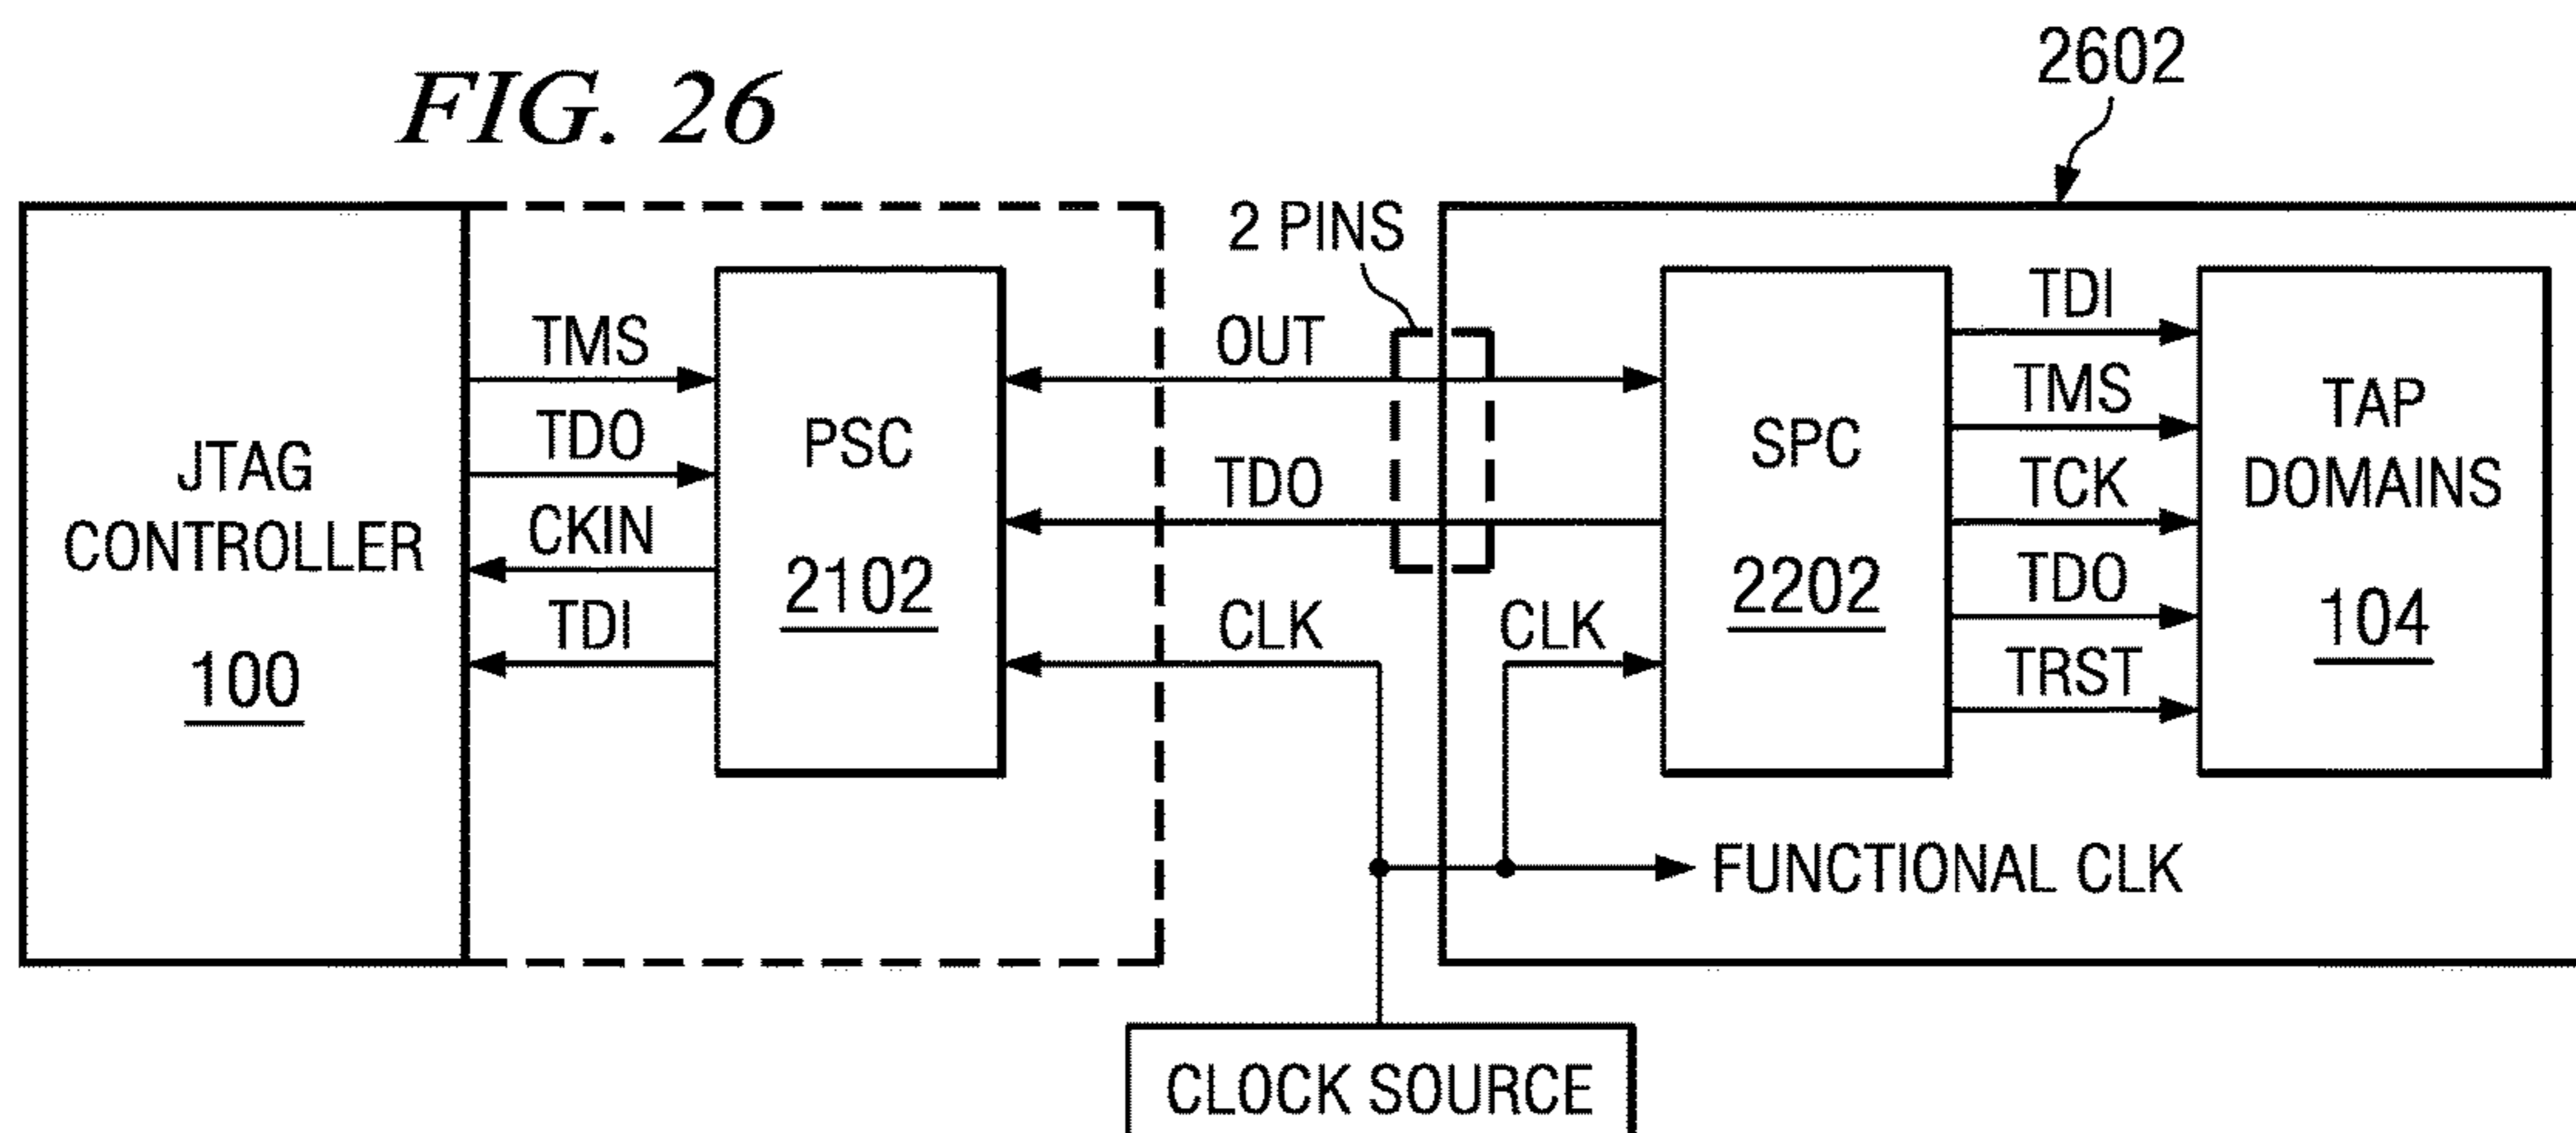 FIG. 26
2602
2 PINS
JTAG
CONTROLLER
100
TMS
TDO
CKIN
TDI
PSC
2102
OUT
TDO
CLK
CLK
SPC
2202
TDI
TMS
TCK
TDO
TRST
TAP
DOMAINS
104
FUNCTIONAL CLK
CLOCK SOURCE